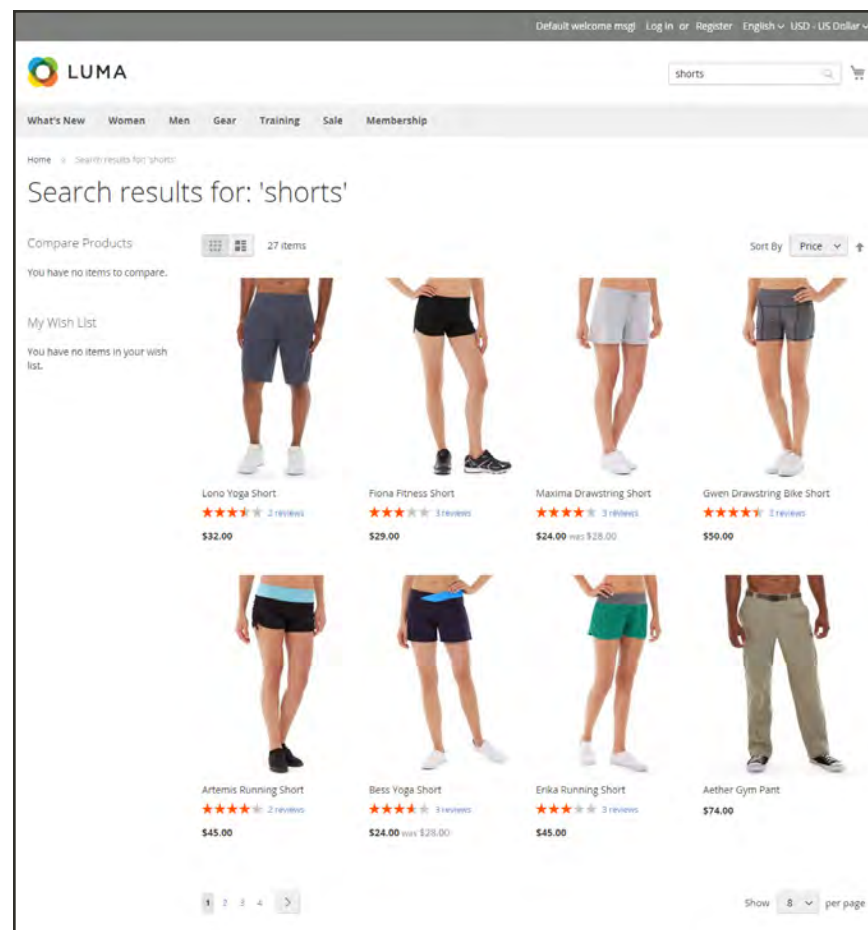 Default welcome msg! Log in or Register English USD - US Dollar
LUMA
shorts
What's New Women Men Gear Training Sale Membership
Home Search results for: 'shorts'
Search results for: 'shorts'
Compare Products
You have no items to compare.
My Wish List
You have no items in your wish
list.
27 items
Sort By Price
Lono Yoga Short
2 reviews
$32.00
Fiona Fitness Short
3 reviews
$29.00
Maxima Drawstring Short
3 reviews
$24.00 was $28.00
Gwen Drawstring Bike Short
reviews
$50.00
Artemis Running Short
2 reviews
$45.00
Bess Yoga Short
3 reviews
$24.00 was $28.00
Erika Running Short
3 reviews
$45.00
Aether Gym Pant
$74.00
1 2 3 4
Show 8 per page